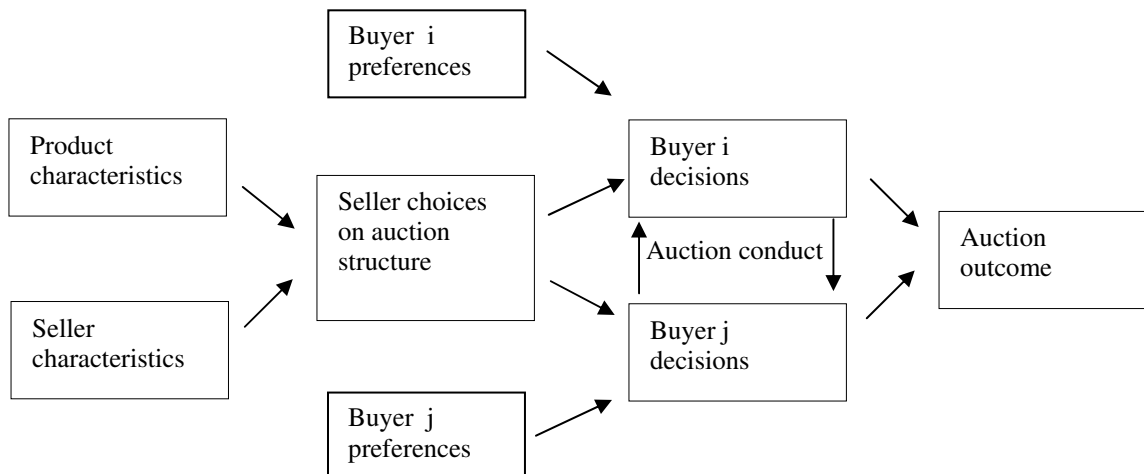 Buyer i
preferences
Product
characteristics
Seller choices
on auction
structure
Buyer i
decisions
Auction conduct
Auction
outcome
Seller
characteristics
Buyer j
decisions
Buyer j
preferences